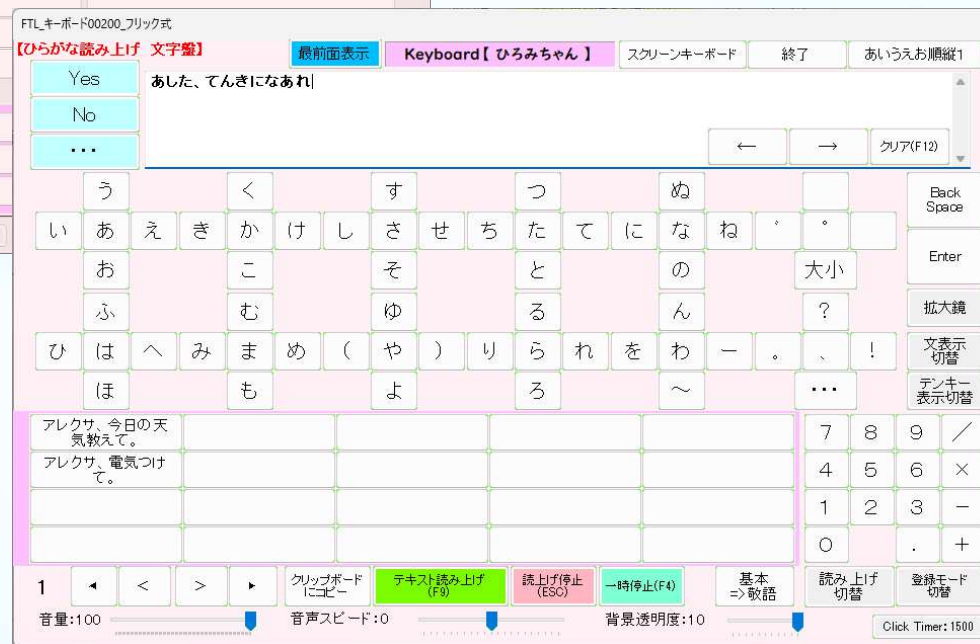 FTL_キーボード00200_フリック式
【ひらがな読み上げ 文字盤】 最前面表示 Keyboard【 ひろみちゃん 】 スクリーンキーボード 終了 あいうえお順縦1
Yes
あした、てんきになあれ
No
・・・
← → クリア(F12)
う く す つ ぬ
Back Space
い あ え き か け し さ せ ち た て に な ね ゛ ゜
お こ そ と の 大小
Enter
ふ む ゆ る ん ?
拡大鏡
ひ は へ み ま め ( や ) り ら れ を わ ー 。 、 !
文表示切替
ほ も よ ろ ~ ・・・
テンキー表示切替
アレクサ、今日の天気教えて。
7 8 9 /
アレクサ、電気つけて。
4 5 6 ×
1 2 3 −
0 . +
1 ◂ < > ▸ クリップボードにコピー テキスト読み上げ(F9) 読上げ停止(ESC) 一時停止(F4) 基本=>敬語 読み上げ切替 登録モード切替
音量:100 音声スピード:0 背景透明度:10 Click Timer: 1500